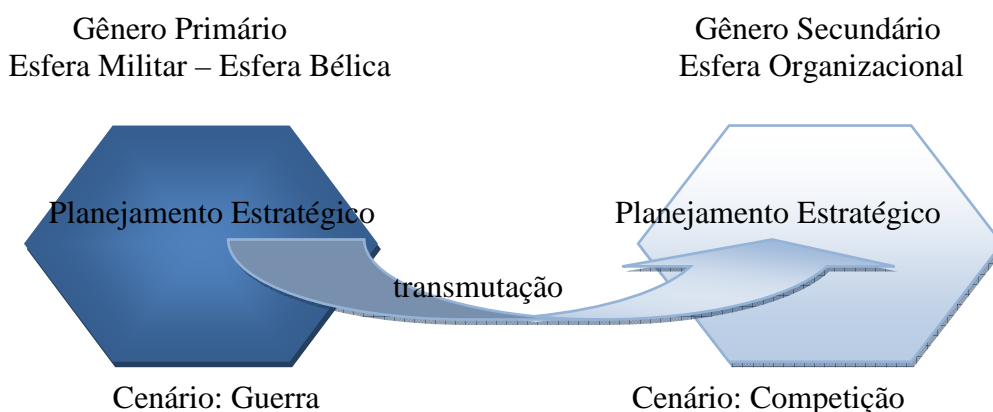 Gênero Primário
Esfera Militar – Esfera Bélica
Gênero Secundário
Esfera Organizacional
Planejamento Estratégico
Planejamento Estratégico
transmutação
Cenário: Guerra
Cenário: Competição